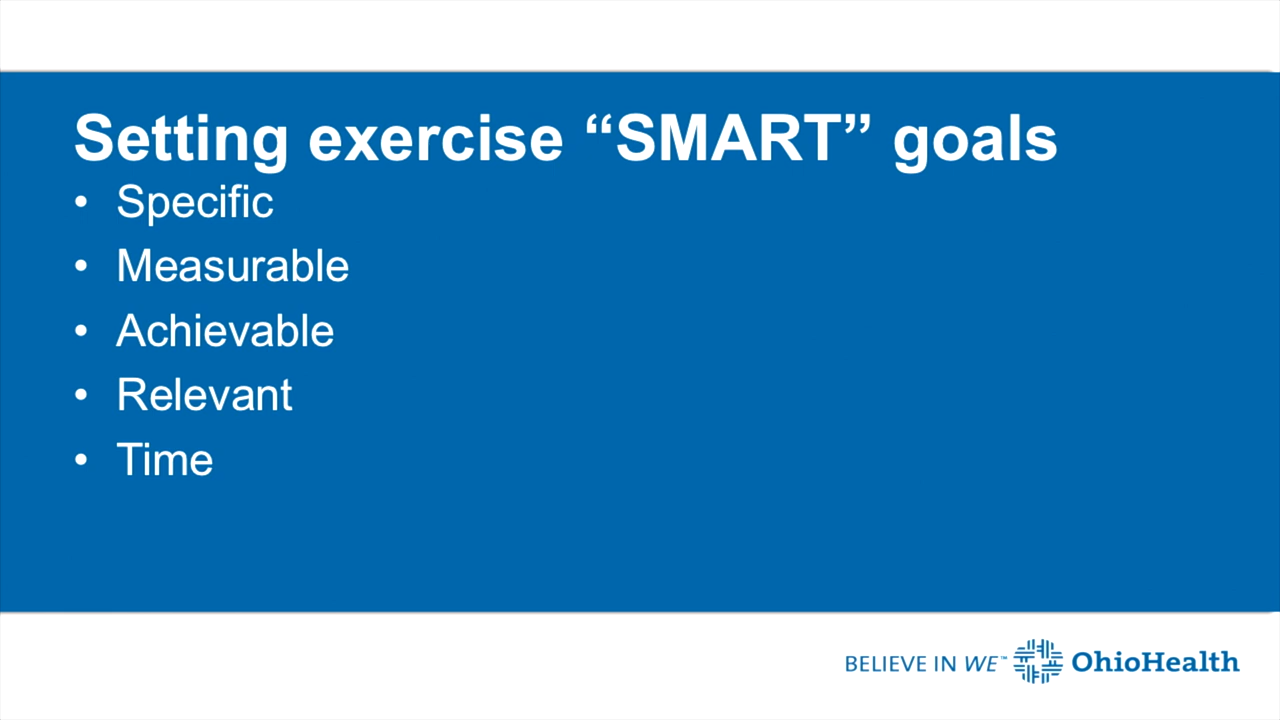 Setting exercise “SMART” goals
• Specific
• Measurable
• Achievable
• Relevant
• Time
BELIEVE IN WE™ OhioHealth